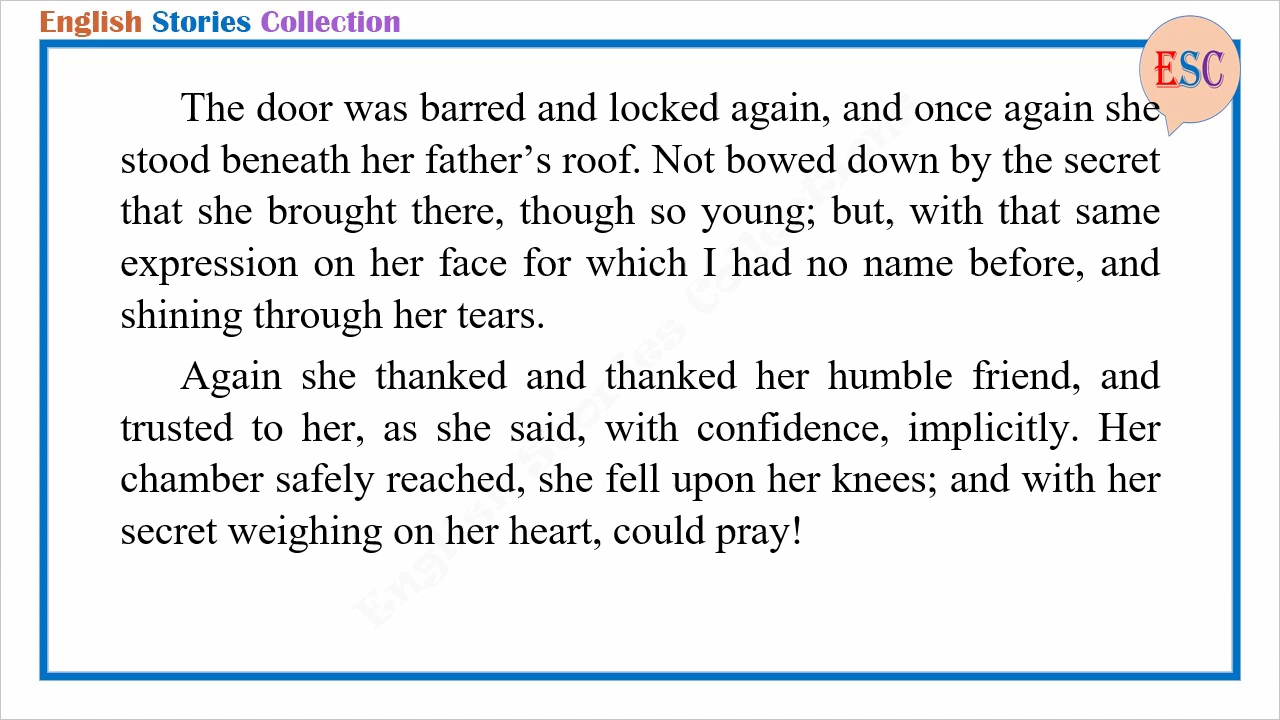 English Stories Collection
ESC
The door was barred and locked again, and once again she
stood beneath her father’s roof. Not bowed down by the secret
that she brought there, though so young; but, with that same
expression on her face for which I had no name before, and
shining through her tears.
Again she thanked and thanked her humble friend, and
trusted to her, as she said, with confidence, implicitly. Her
chamber safely reached, she fell upon her knees; and with her
secret weighing on her heart, could pray!
English Stories Collection